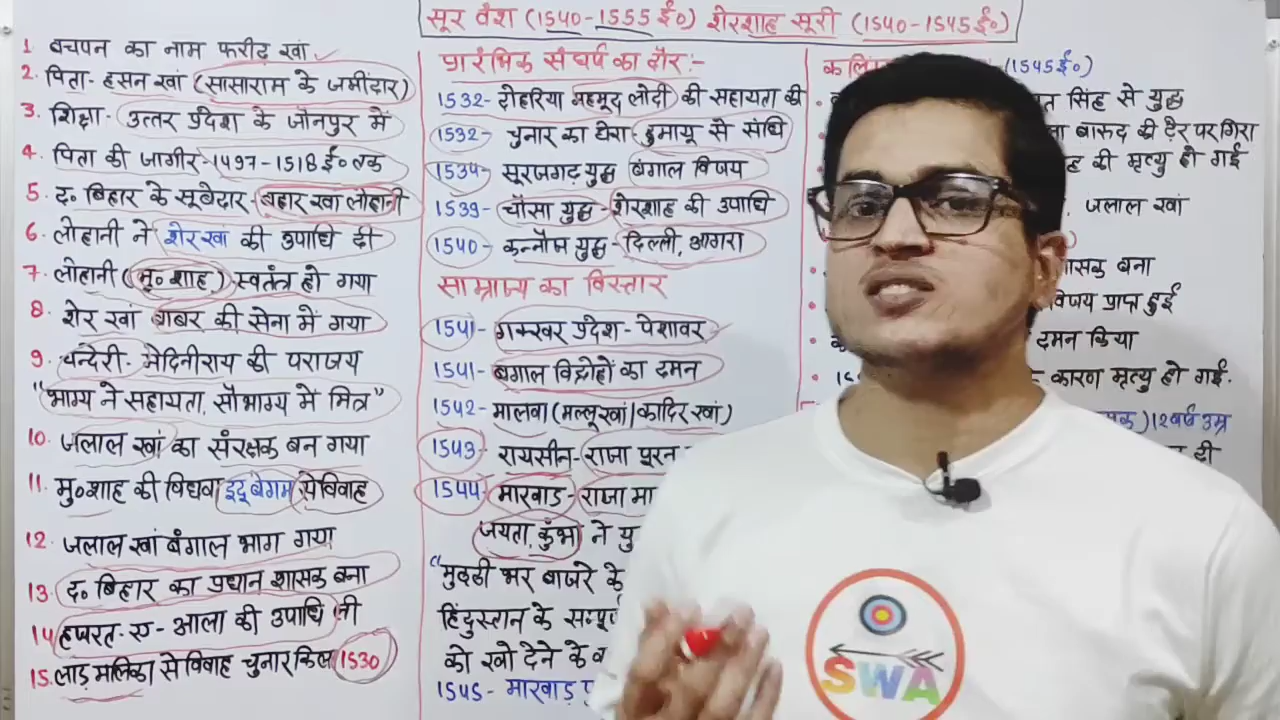 सूर वंश (1540-1555 ई०) शेरशाह सूरी (1540-1545 ई०)
1. बचपन का नाम फरीद खां
2. पिता- हसन खां (सासाराम के जमींदार)
3. शिक्षा- उत्तर प्रदेश के जौनपुर में
4. पिता की जागीर-1497-1518 ई० तक
5. द० बिहार के सूबेदार-बहार खां लोहानी
6. लोहानी ने शेर खां की उपाधि दी
7. लोहानी (मु० शाह) स्वतंत्र हो गया
8. शेर खां बाबर की सेना में गया
9. चन्देरी- मेदिनीराय की पराजय
"भाग्य ने सहायता, सौभाग्य में मित्र"
10. जलाल खां का संरक्षक बन गया
11. मु० शाह की विधवा दूदू बेगम से विवाह
12. जलाल खां बंगाल भाग गया
13. द० बिहार का प्रधान शासक बना
14. हजरत-ए-आला की उपाधि ली
15. लाड़ मलिका से विवाह चुनार किला 1530
प्रारंभिक संघर्ष का दौर:-
1532- दोहरिया महमूद लोदी की सहायता की
1532- चुनार का घेरा- हुमायू से संधि
1534- सूरजगढ़ युद्ध बंगाल विजय
1539- चौसा युद्ध- शेरशाह की उपाधि
1540- कन्नौज युद्ध- दिल्ली, आगरा
साम्राज्य का विस्तार
1541- गक्खर प्रदेश- पेशावर
1541- बंगाल विद्रोहों का दमन
1542- मालवा (मल्लू खां/कादिर खां)
1543- रायसीन- राजा पूरन
1544- मारवाड़- राजा मा
जयता, कुंभा ने यु
"मुट्ठी भर बाजरे के
हिंदुस्तान के सम्पूर्ण
को खो देने के
1545- मारवाड़
(1545 ई०)
सिंह से युद्ध
बारूद की ढेर पर गिरा
की मृत्यु हो गई
जलाल खां
बना
विजय प्राप्त हुई
दमन किया
कारण मृत्यु हो गई.
) 12 वर्ष उम्र
दी
SWA